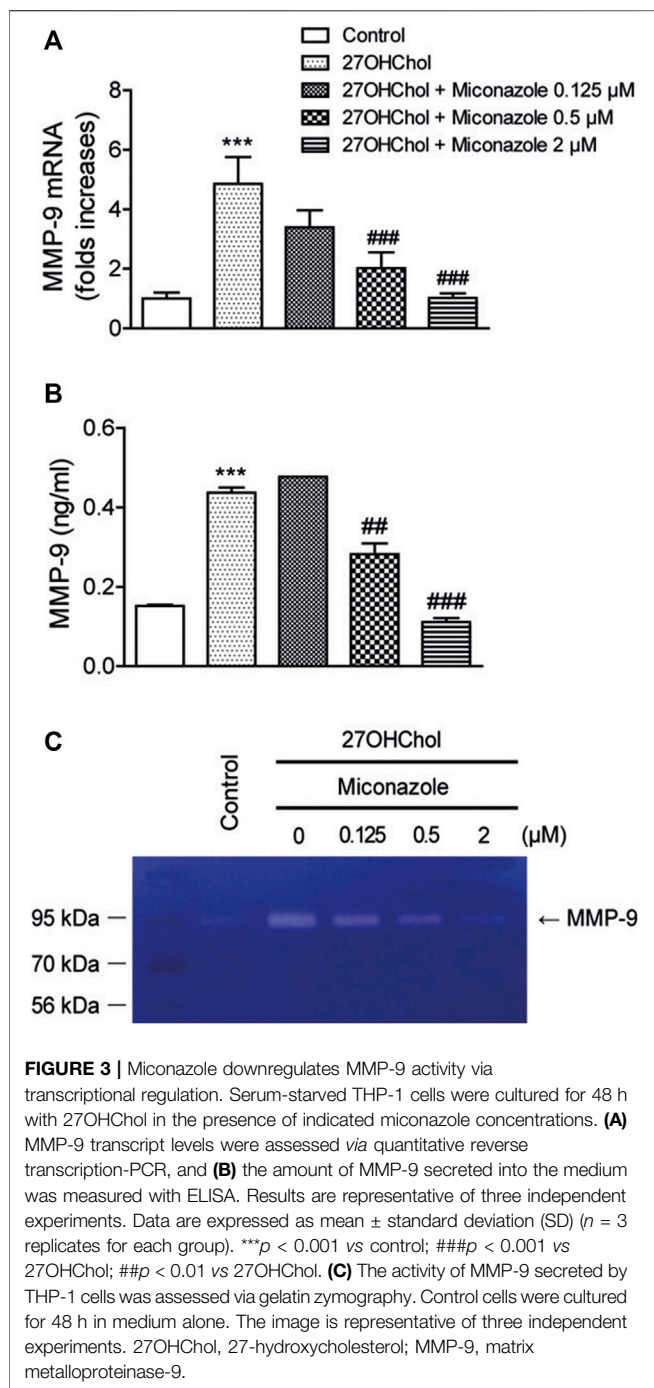 A
Control
27OHChol
27OHChol + Miconazole 0.125 µM
27OHChol + Miconazole 0.5 µM
27OHChol + Miconazole 2 µM
MMP-9 mRNA
(folds increases)
8
6
4
2
0
***
###
###
B
MMP-9 (ng/ml)
0.6
0.4
0.2
0.0
***
##
###
C
27OHChol
Miconazole
Control
0 0.125 0.5 2 (µM)
95 kDa —
← MMP-9
70 kDa —
56 kDa —
FIGURE 3 | Miconazole downregulates MMP-9 activity via
transcriptional regulation. Serum-starved THP-1 cells were cultured for 48 h
with 27OHChol in the presence of indicated miconazole concentrations. (A)
MMP-9 transcript levels were assessed via quantitative reverse
transcription-PCR, and (B) the amount of MMP-9 secreted into the medium
was measured with ELISA. Results are representative of three independent
experiments. Data are expressed as mean ± standard deviation (SD) (n = 3
replicates for each group). ***p < 0.001 vs control; ###p < 0.001 vs
27OHChol; ##p < 0.01 vs 27OHChol. (C) The activity of MMP-9 secreted by
THP-1 cells was assessed via gelatin zymography. Control cells were cultured
for 48 h in medium alone. The image is representative of three independent
experiments. 27OHChol, 27-hydroxycholesterol; MMP-9, matrix
metalloproteinase-9.